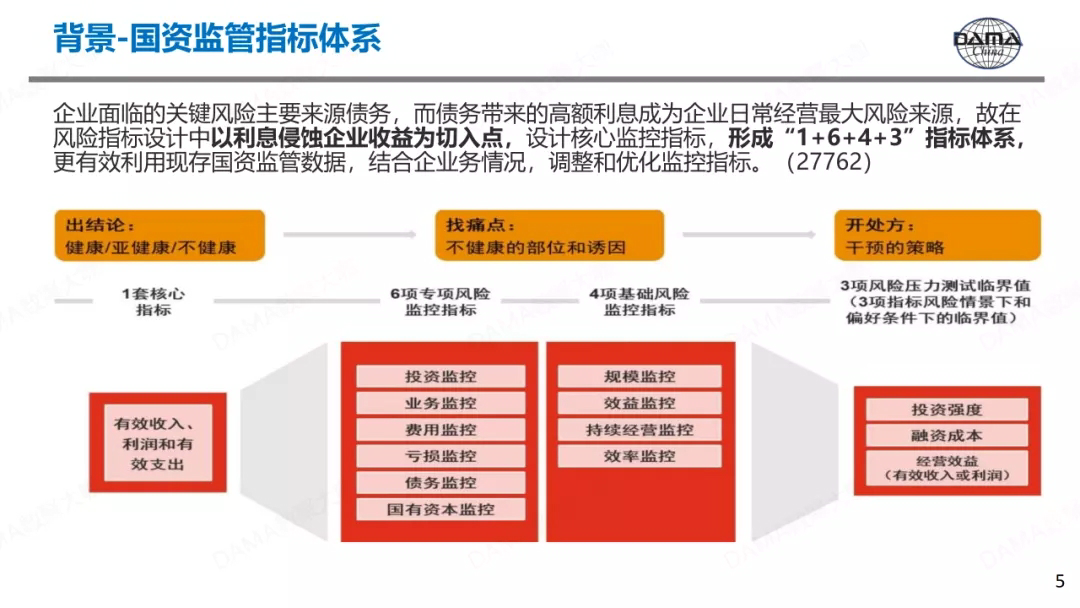 背景-国资监管指标体系
DAMA
China
企业面临的关键风险主要来源债务，而债务带来的高额利息成为企业日常经营最大风险来源，故在
风险指标设计中以利息侵蚀企业收益为切入点，设计核心监控指标，形成“1+6+4+3”指标体系，
更有效利用现存国资监管数据，结合企业务情况，调整和优化监控指标。（27762）
出结论：
健康/亚健康/不健康
找痛点：
不健康的部位和诱因
开处方：
干预的策略
1套核心
指标
6项专项风险
监控指标
4项基础风险
监控指标
3项风险压力测试临界值
（3项指标风险情景下和
偏好条件下的临界值）
有效收入、
利润和有
效支出
投资监控
业务监控
费用监控
亏损监控
债务监控
国有资本监控
规模监控
效益监控
持续经营监控
效率监控
投资强度
融资成本
经营效益
（有效收入或利润）
5